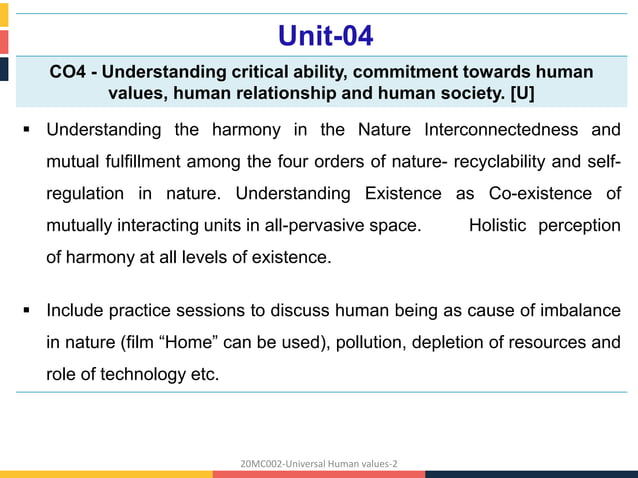 Unit-04
CO4 - Understanding critical ability, commitment towards human
values, human relationship and human society. [U]
▪ Understanding the harmony in the Nature Interconnectedness and
mutual fulfillment among the four orders of nature- recyclability and self-
regulation in nature. Understanding Existence as Co-existence of
mutually interacting units in all-pervasive space. Holistic perception
of harmony at all levels of existence.
▪ Include practice sessions to discuss human being as cause of imbalance
in nature (film “Home” can be used), pollution, depletion of resources and
role of technology etc.
20MC002-Universal Human values-2